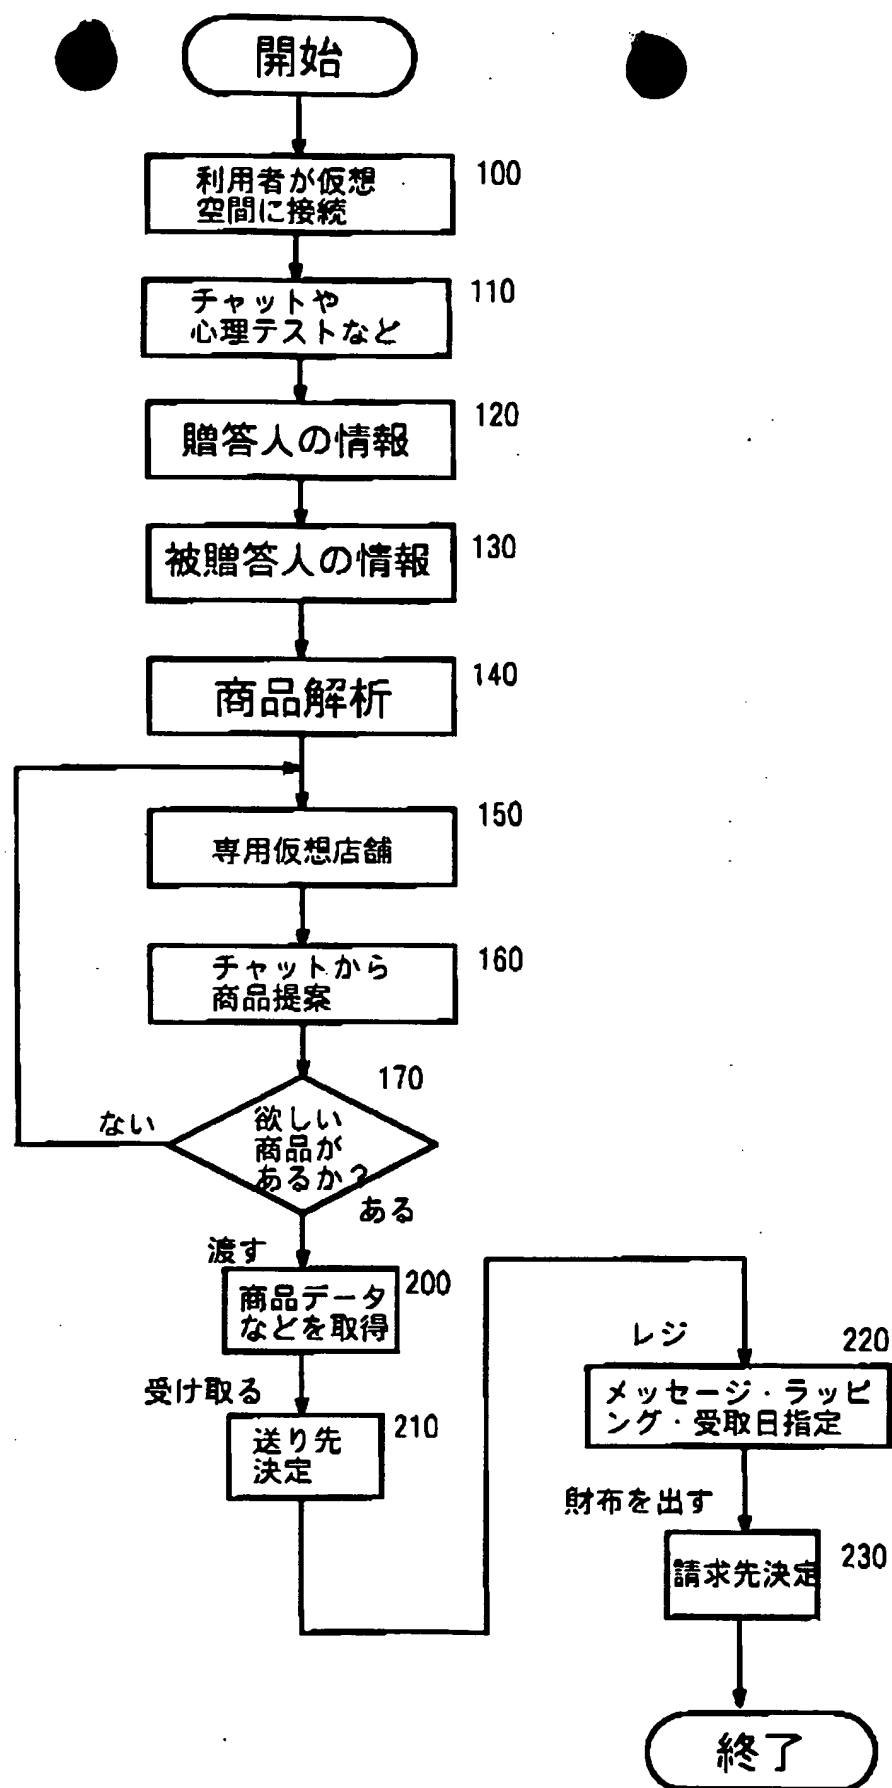 開始
100
利用者が仮想
空間に接続
110
チャットや
心理テストなど
120
贈答人の情報
130
被贈答人の情報
140
商品解析
150
専用仮想店舗
160
チャットから
商品提案
170
欲しい
商品が
あるか?
ない
ある
渡す
200
商品データ
などを取得
受け取る
210
送り先
決定
レジ
220
メッセージ・ラッピ
ング・受取日指定
財布を出す
230
請求先決定
終了